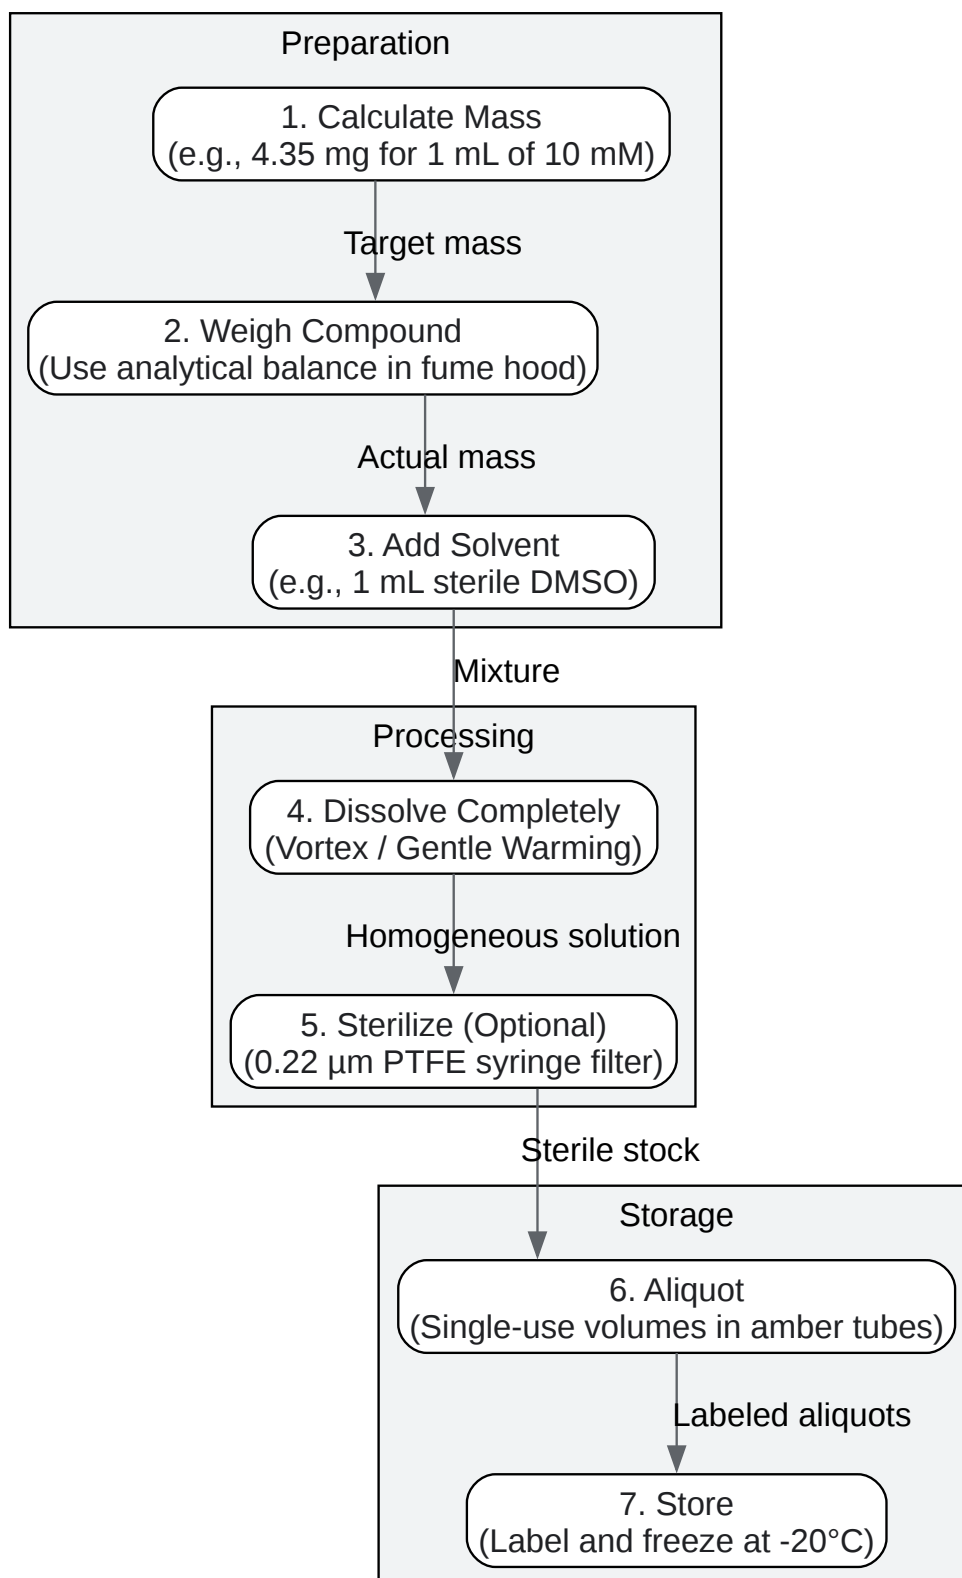 Preparation
1. Calculate Mass
(e.g., 4.35 mg for 1 mL of 10 mM)
Target mass
2. Weigh Compound
(Use analytical balance in fume hood)
Actual mass
3. Add Solvent
(e.g., 1 mL sterile DMSO)
Mixture
Processing
4. Dissolve Completely
(Vortex / Gentle Warming)
Homogeneous solution
5. Sterilize (Optional)
(0.22 µm PTFE syringe filter)
Sterile stock
Storage
6. Aliquot
(Single-use volumes in amber tubes)
Labeled aliquots
7. Store
(Label and freeze at -20°C)